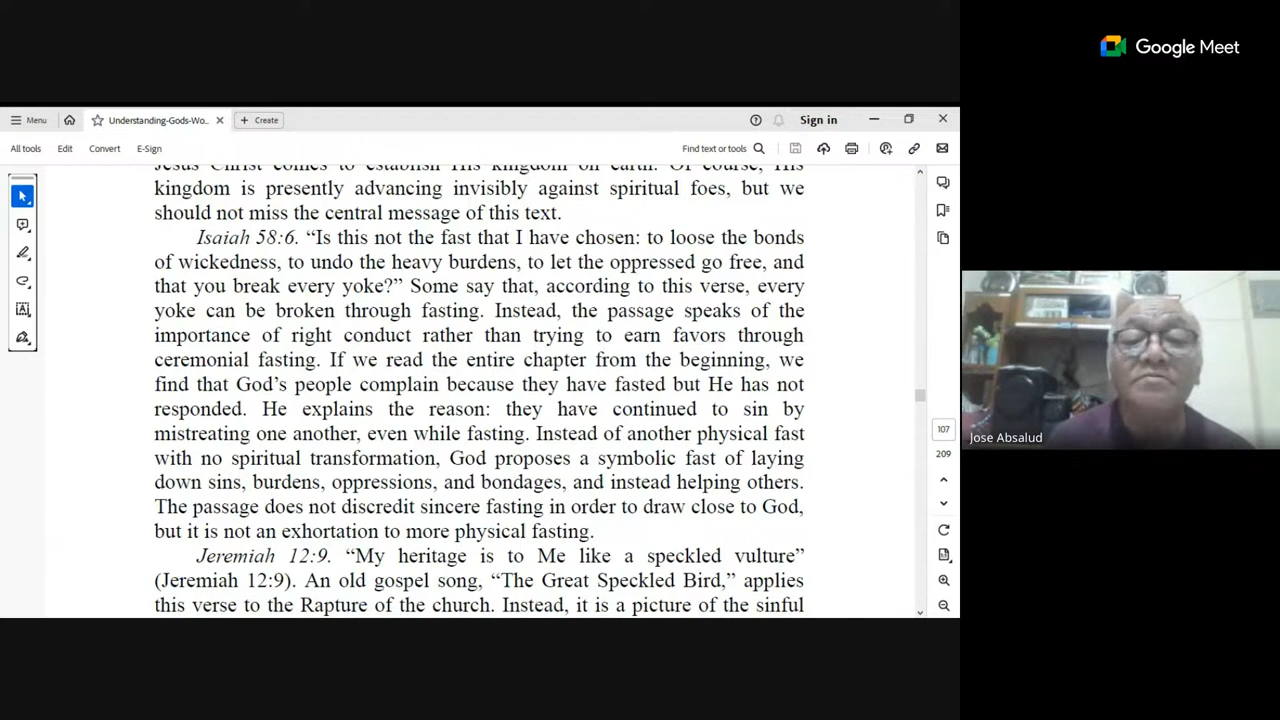 Google Meet
Menu
Understanding-Gods-Wo...
Create
Sign in
All tools
Edit
Convert
E-Sign
Find text or tools
Jesus Christ comes to establish His kingdom on earth. Of course, His
kingdom is presently advancing invisibly against spiritual foes, but we
should not miss the central message of this text.
Isaiah 58:6. “Is this not the fast that I have chosen: to loose the bonds
of wickedness, to undo the heavy burdens, to let the oppressed go free, and
that you break every yoke?” Some say that, according to this verse, every
yoke can be broken through fasting. Instead, the passage speaks of the
importance of right conduct rather than trying to earn favors through
ceremonial fasting. If we read the entire chapter from the beginning, we
find that God’s people complain because they have fasted but He has not
responded. He explains the reason: they have continued to sin by
mistreating one another, even while fasting. Instead of another physical fast
with no spiritual transformation, God proposes a symbolic fast of laying
down sins, burdens, oppressions, and bondages, and instead helping others.
The passage does not discredit sincere fasting in order to draw close to God,
but it is not an exhortation to more physical fasting.
Jeremiah 12:9. “My heritage is to Me like a speckled vulture”
(Jeremiah 12:9). An old gospel song, “The Great Speckled Bird,” applies
this verse to the Rapture of the church. Instead, it is a picture of the sinful
107
209
Jose Absalud